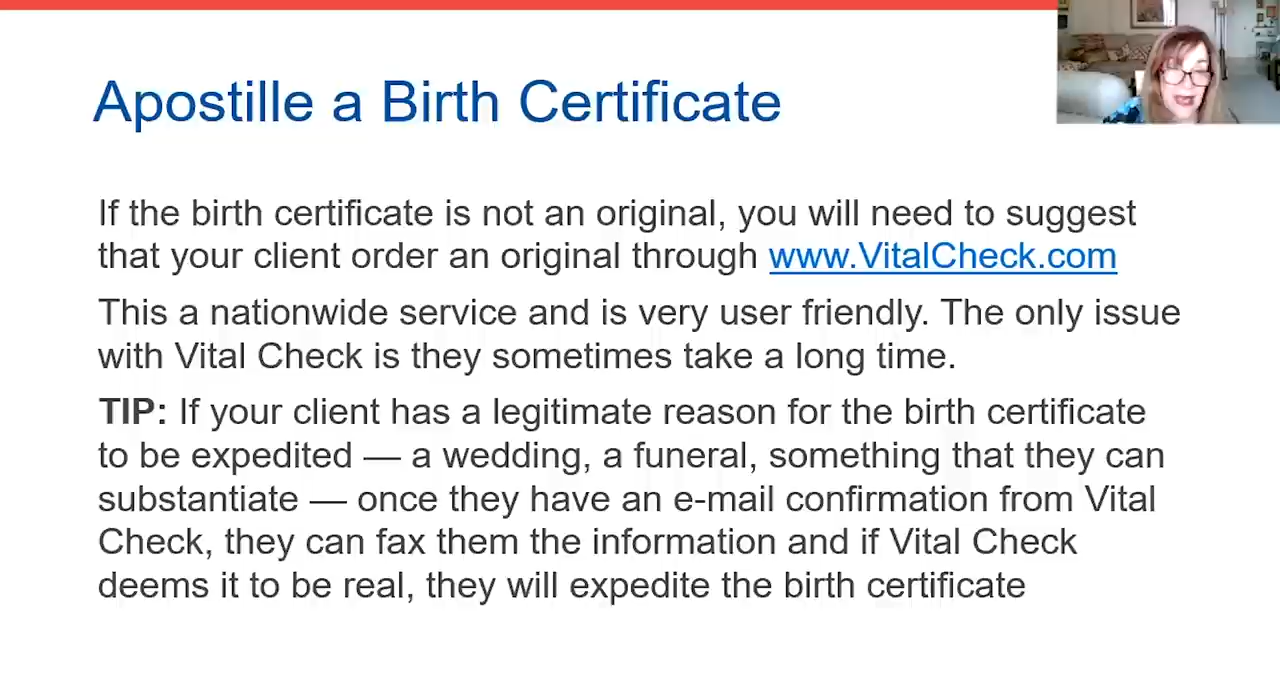 Apostille a Birth Certificate
If the birth certificate is not an original, you will need to suggest
that your client order an original through www.VitalCheck.com
This a nationwide service and is very user friendly. The only issue
with Vital Check is they sometimes take a long time.
TIP: If your client has a legitimate reason for the birth certificate
to be expedited — a wedding, a funeral, something that they can
substantiate — once they have an e-mail confirmation from Vital
Check, they can fax them the information and if Vital Check
deems it to be real, they will expedite the birth certificate